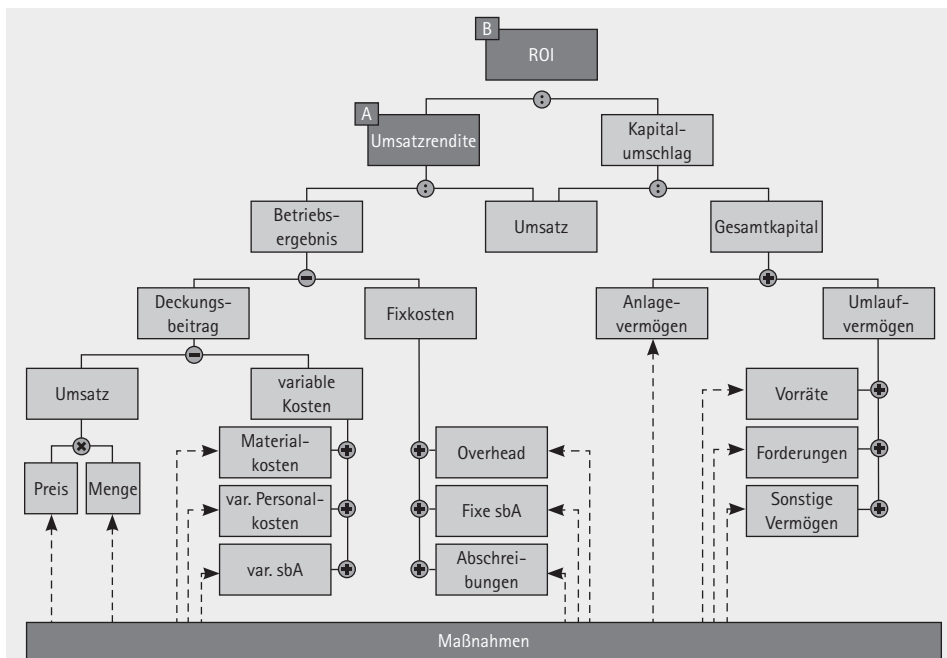 B
ROI
A
Umsatzrendite
Kapital-
umschlag
Betriebs-
ergebnis
Umsatz
Gesamtkapital
Deckungs-
beitrag
Fixkosten
Anlage-
vermögen
Umlauf-
vermögen
Umsatz
variable
Kosten
Vorräte
Material-
kosten
Overhead
Forderungen
Preis
Menge
var. Personal-
kosten
Fixe sbA
Sonstige
Vermögen
var. sbA
Abschrei-
bungen
Maßnahmen